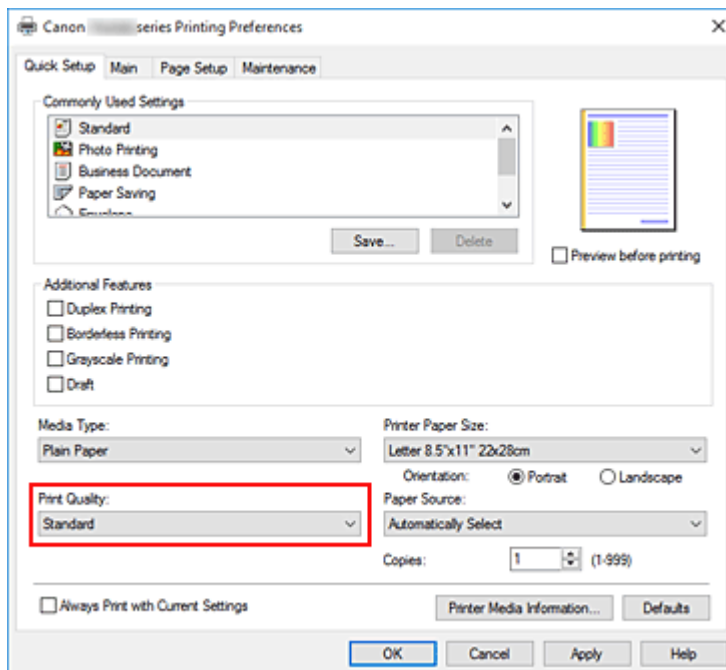 Canon series Printing Preferences
Quick Setup Main Page Setup Maintenance
Commonly Used Settings
Standard
Photo Printing
Business Document
Paper Saving
Envelope
Save... Delete
Preview before printing
Additional Features
Duplex Printing
Borderless Printing
Grayscale Printing
Draft
Media Type: Printer Paper Size:
Plain Paper Letter 8.5"x11" 22x28cm
Orientation: Portrait Landscape
Print Quality: Paper Source:
Standard Automatically Select
Copies: 1 (1-999)
Always Print with Current Settings Printer Media Information... Defaults
OK Cancel Apply Help